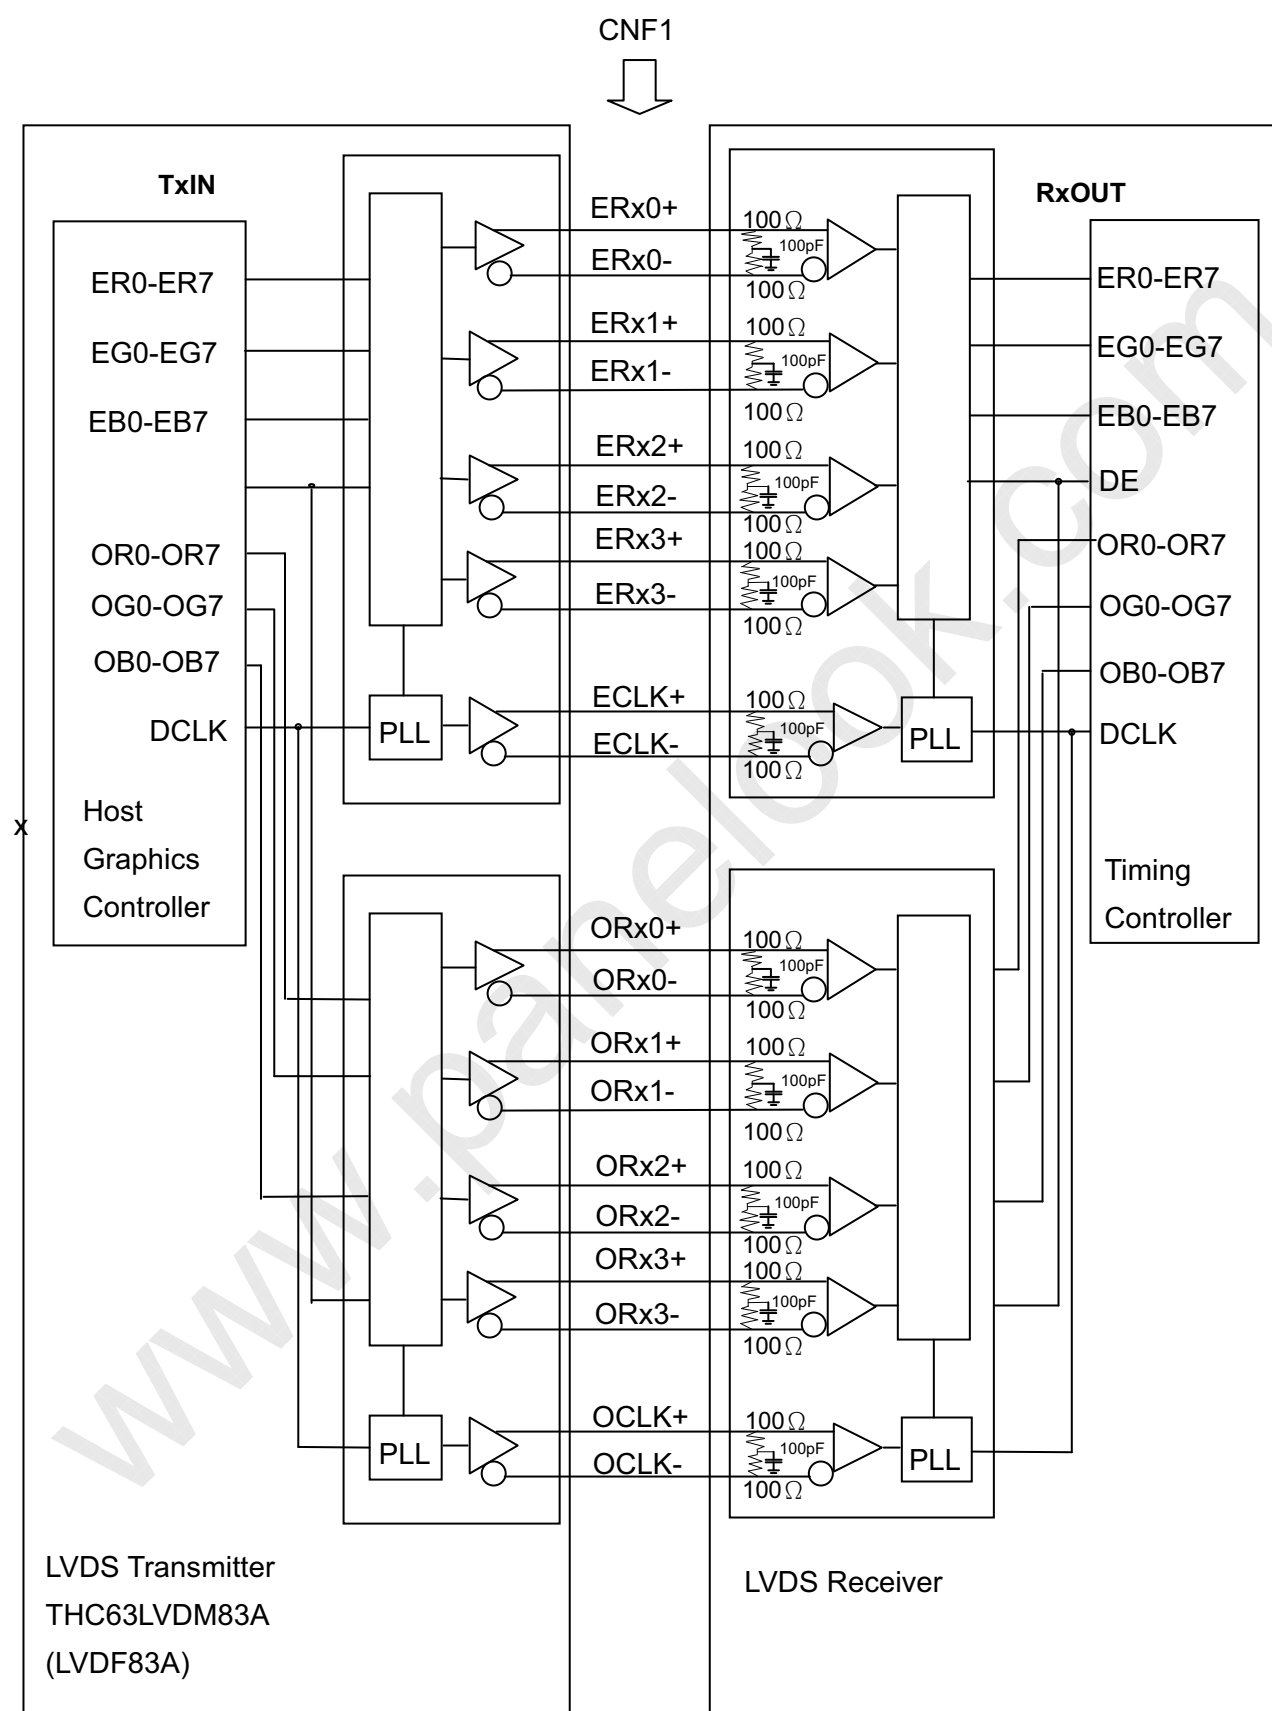 CNF1
TxIN
RxOUT
ER0-ER7
EG0-EG7
EB0-EB7
OR0-OR7
OG0-OG7
OB0-OB7
DCLK
Host
Graphics
Controller
x
PLL
ERx0+
ERx0-
ERx1+
ERx1-
ERx2+
ERx2-
ERx3+
ERx3-
ECLK+
ECLK-
100Ω
100pF
100Ω
100Ω
100pF
100Ω
100Ω
100pF
100Ω
100Ω
100pF
100Ω
100Ω
100pF
100Ω
PLL
ER0-ER7
EG0-EG7
EB0-EB7
DE
OR0-OR7
OG0-OG7
OB0-OB7
DCLK
Timing
Controller
PLL
ORx0+
ORx0-
ORx1+
ORx1-
ORx2+
ORx2-
ORx3+
ORx3-
OCLK+
OCLK-
100Ω
100pF
100Ω
100Ω
100pF
100Ω
100Ω
100pF
100Ω
100Ω
100pF
100Ω
100Ω
100pF
100Ω
PLL
LVDS Transmitter
THC63LVDM83A
(LVDF83A)
LVDS Receiver
www.panelook.com